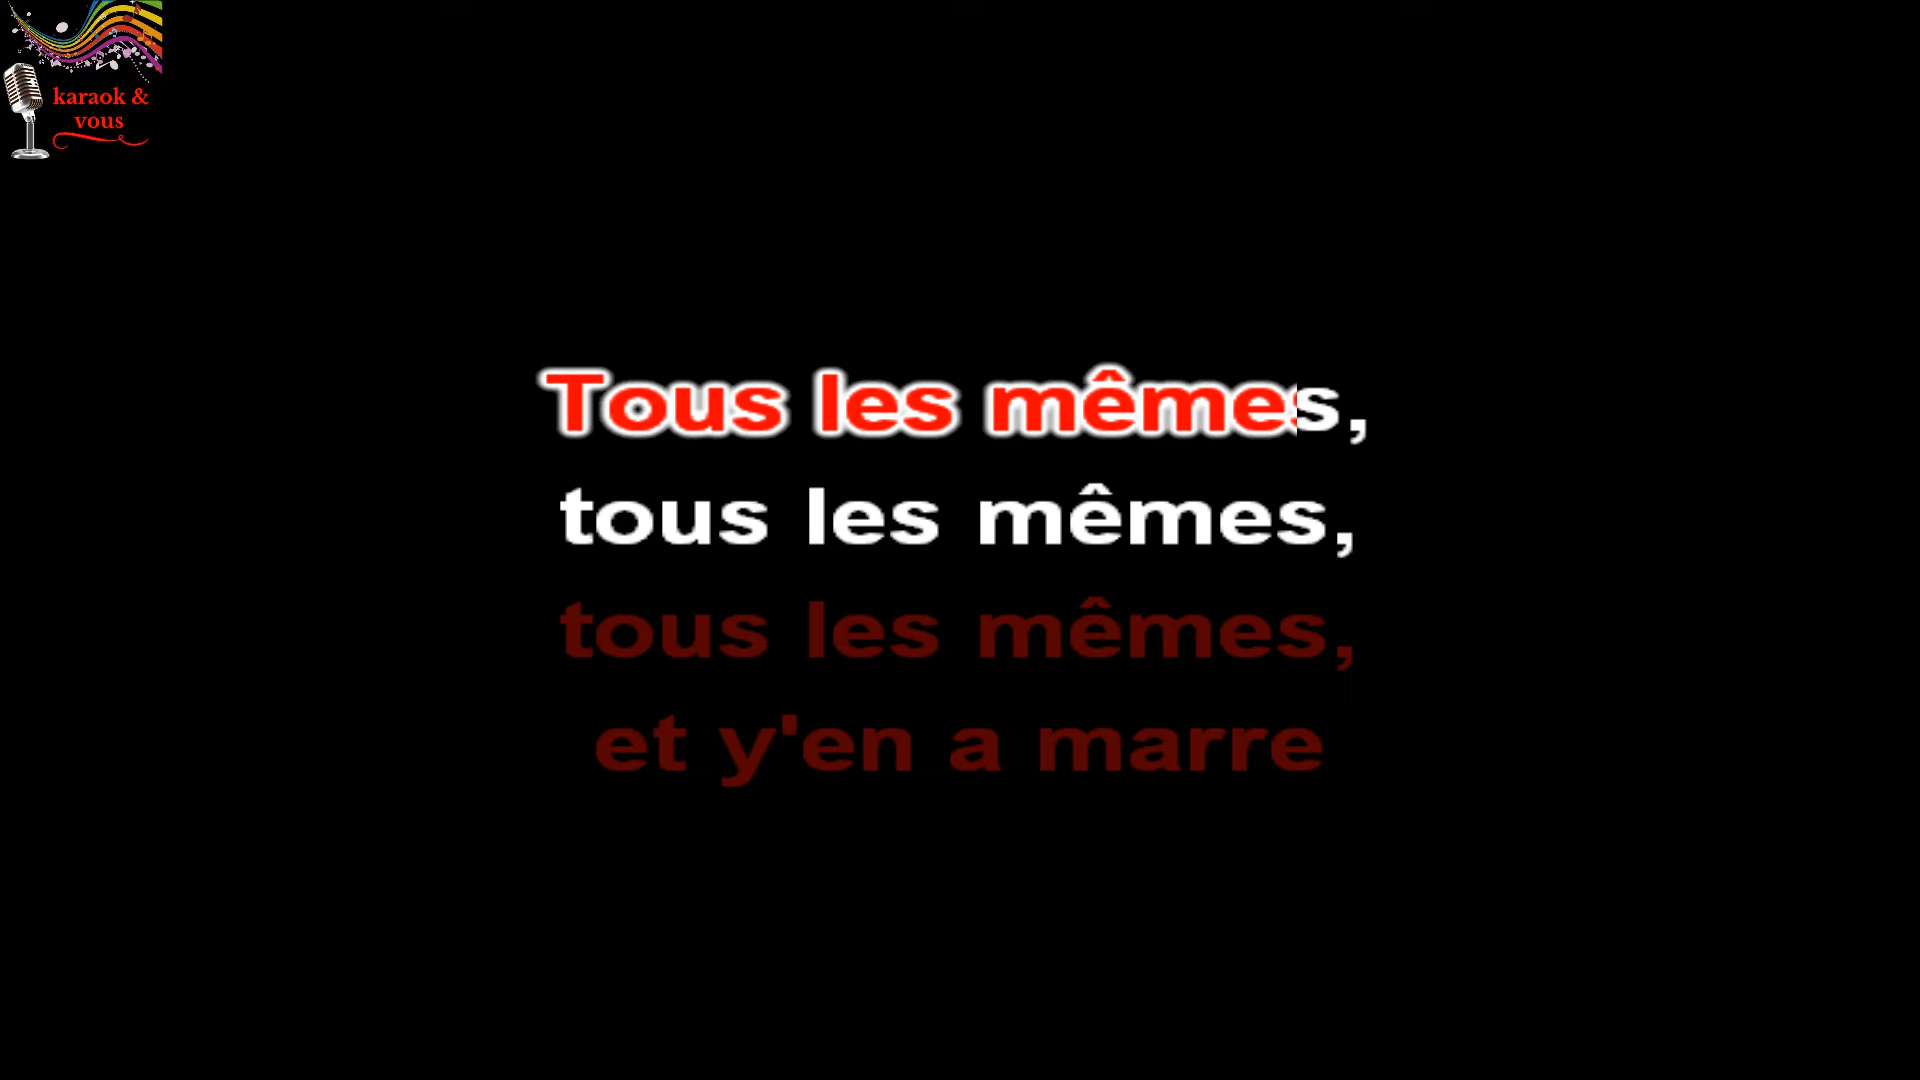 karaok &
vous
Tous les mêmes,
tous les mêmes,
tous les mêmes,
et y'en a marre